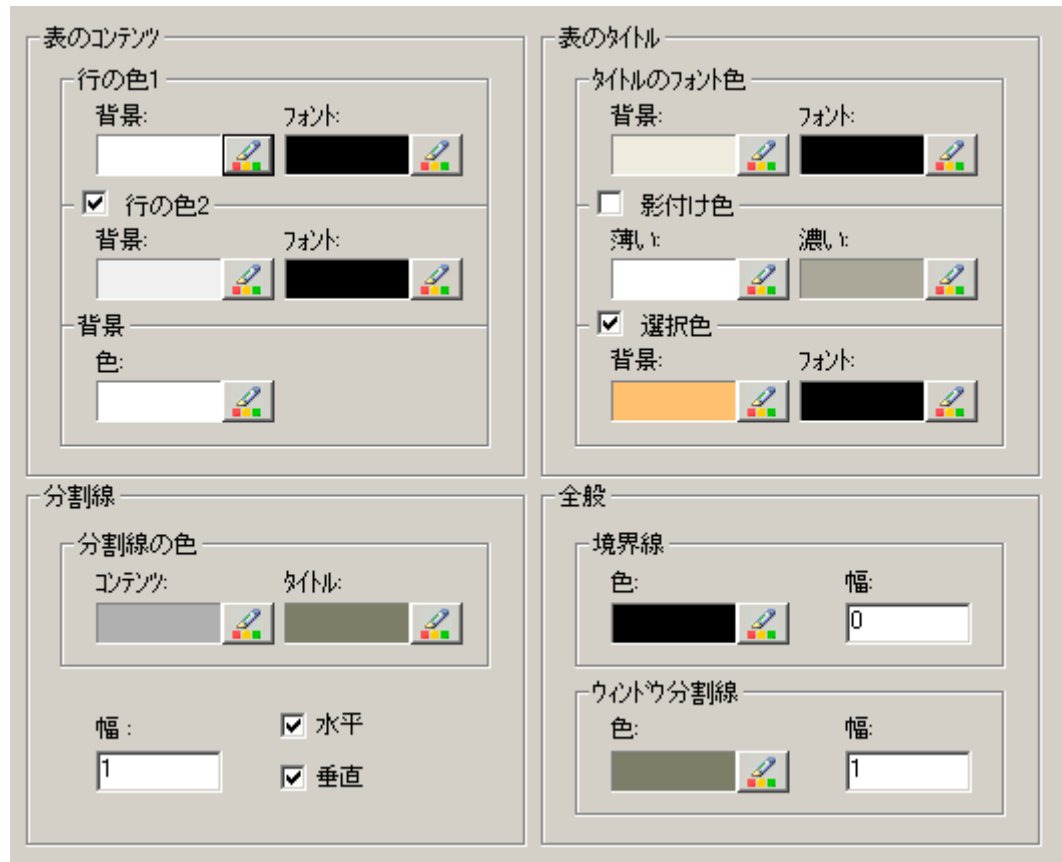 表のコンテンツ
行の色1
背景: フォント:
行の色2
背景: フォント:
背景
色:
表のタイトル
タイトルのフォント色
背景: フォント:
影付け色
薄い: 濃い:
選択色
背景: フォント:
分割線
分割線の色
コンテンツ: タイトル:
幅 : 水平
1 垂直
全般
境界線
色: 幅:
0
ウィンドウ分割線
色: 幅:
1